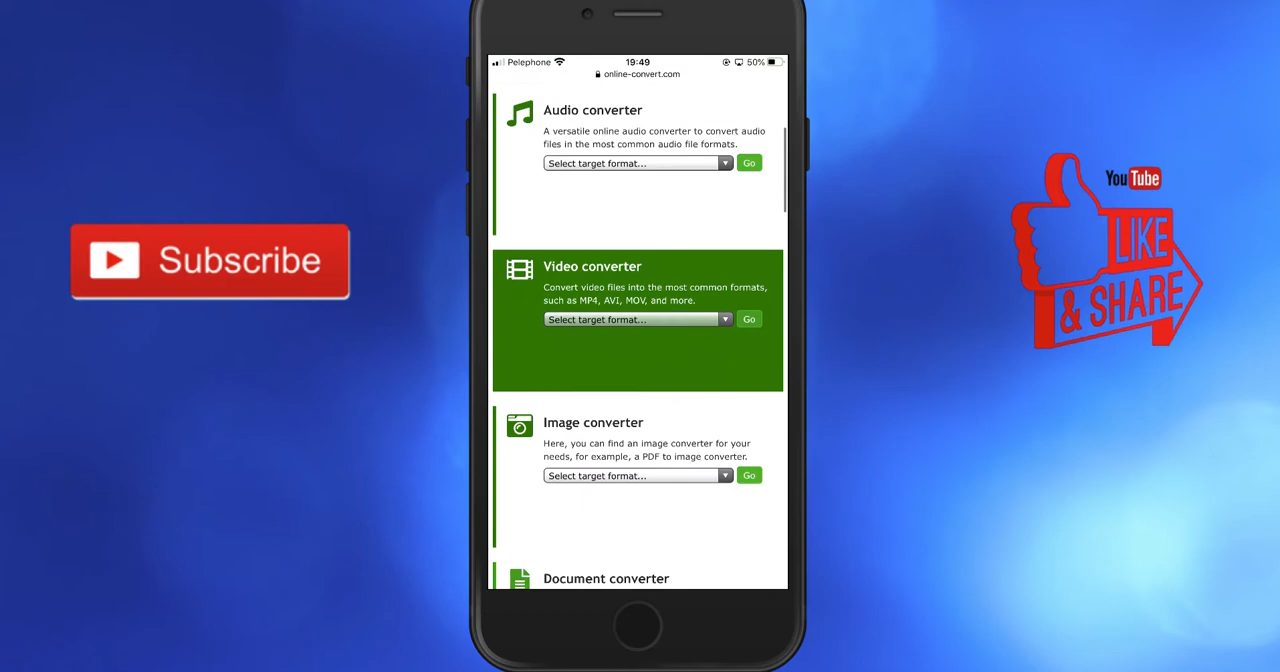 Pelephone 19:49 50%
online-convert.com
Audio converter
A versatile online audio converter to convert audio
files in the most common audio file formats.
Select target format... Go
Video converter
Convert video files into the most common formats,
such as MP4, AVI, MOV, and more.
Select target format... Go
Image converter
Here, you can find an image converter for your
needs, for example, a PDF to image converter.
Select target format... Go
Document converter
Subscribe
YouTube
LIKE
& SHARE